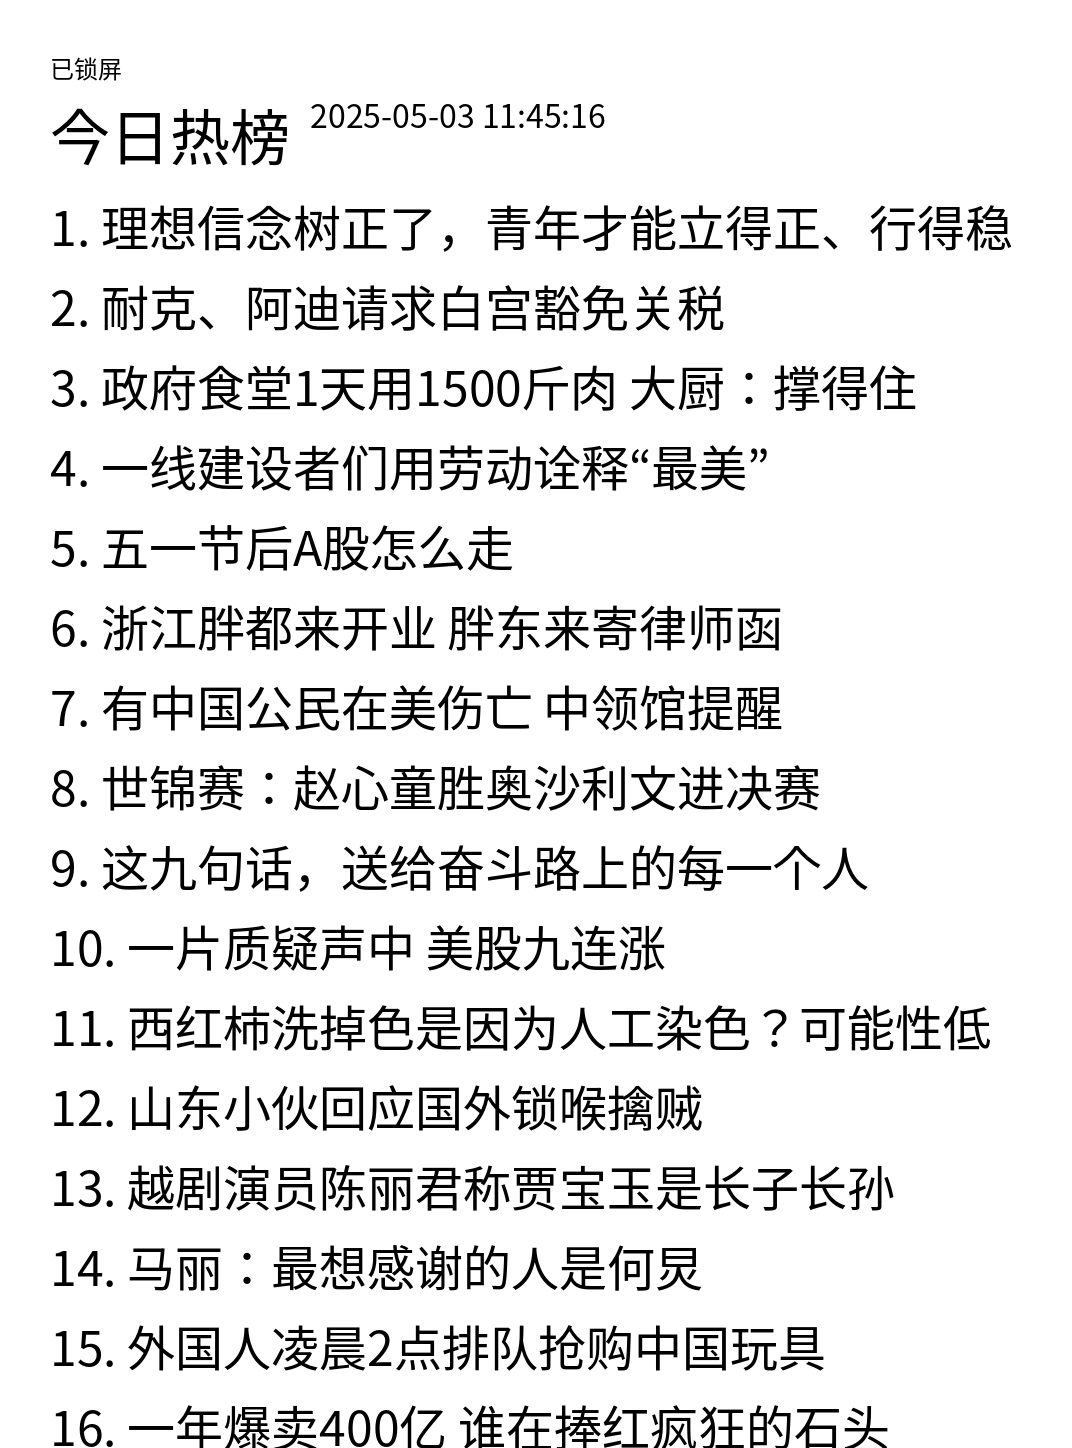 已锁屏
今日热榜 2025-05-03 11:45:16
1. 理想信念树正了，青年才能立得正、行得稳
2. 耐克、阿迪请求白宫豁免关税
3. 政府食堂1天用1500斤肉 大厨：撑得住
4. 一线建设者们用劳动诠释“最美”
5. 五一节后A股怎么走
6. 浙江胖都来开业 胖东来寄律师函
7. 有中国公民在美伤亡 中领馆提醒
8. 世锦赛：赵心童胜奥沙利文进决赛
9. 这九句话，送给奋斗路上的每一个人
10. 一片质疑声中 美股九连涨
11. 西红柿洗掉色是因为人工染色？可能性低
12. 山东小伙回应国外锁喉擒贼
13. 越剧演员陈丽君称贾宝玉是长子长孙
14. 马丽：最想感谢的人是何炅
15. 外国人凌晨2点排队抢购中国玩具
16. 一年爆卖400亿 谁在捧红疯狂的石头